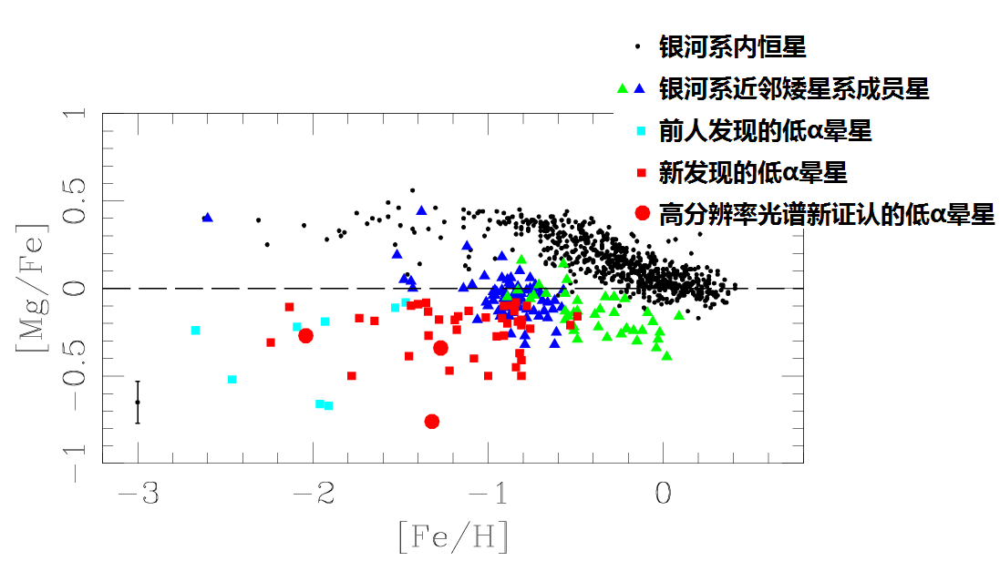 银河系内恒星
银河系近邻矮星系成员星
前人发现的低α晕星
新发现的低α晕星
高分辨率光谱新证认的低α晕星
1
0.5
0
−0.5
−1
[Mg/Fe]
−3 −2 −1 0
[Fe/H]